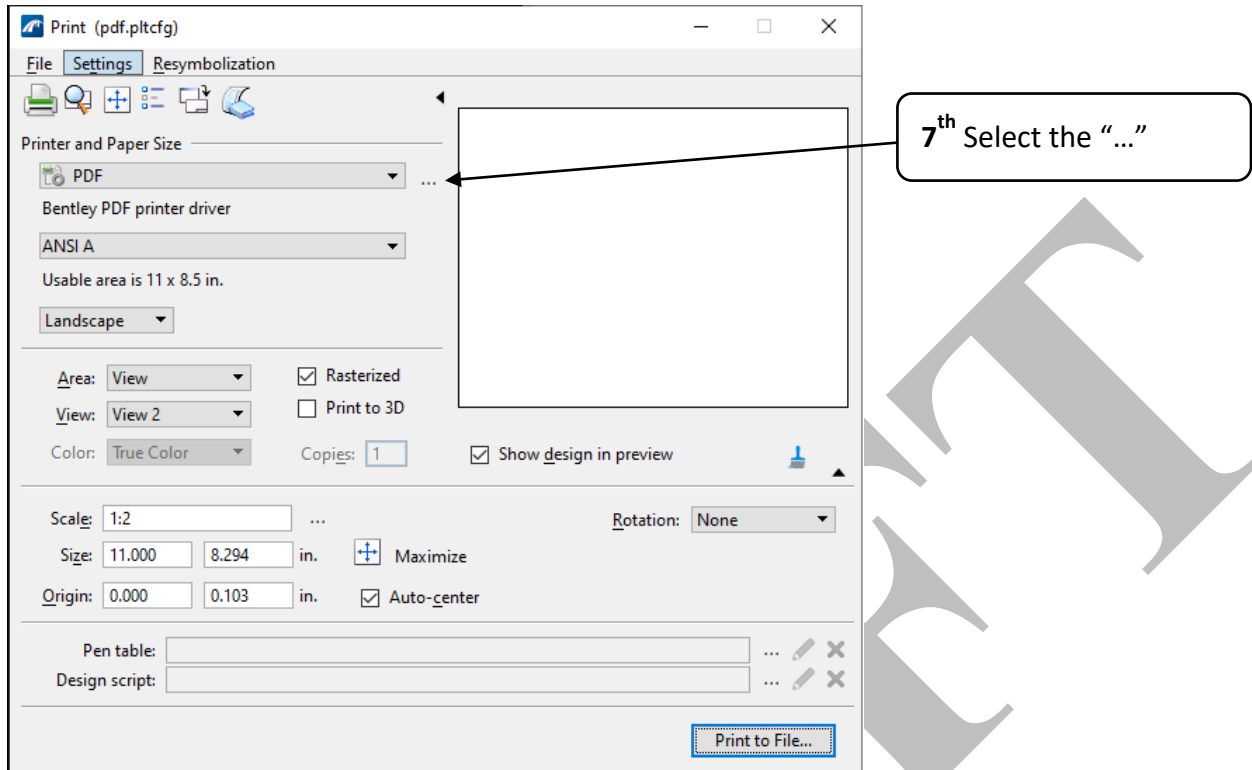 Print (pdf.pltcfg)
File Settings Resymbolization
Printer and Paper Size
PDF
...
Bentley PDF printer driver
ANSI A
Usable area is 11 x 8.5 in.
Landscape
Area: View
Rasterized
View: View 2
Print to 3D
Color: True Color
Copies: 1
Show design in preview
Scale: 1:2 ...
Rotation: None
Size: 11.000 8.294 in. Maximize
Origin: 0.000 0.103 in. Auto-center
Pen table: ...
Design script: ...
Print to File...
7th Select the “…”
FT